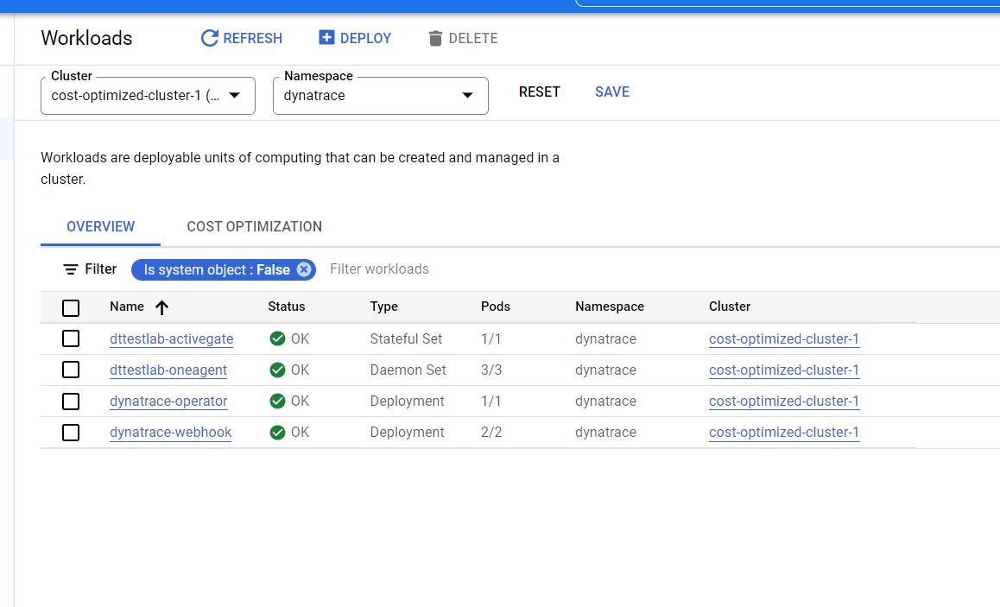 Workloads REFRESH DEPLOY DELETE
Cluster Namespace
cost-optimized-cluster-1 (... dynatrace RESET SAVE
Workloads are deployable units of computing that can be created and managed in a
cluster.
OVERVIEW COST OPTIMIZATION
Filter Is system object : False Filter workloads
Name Status Type Pods Namespace Cluster
dttestlab-activegate OK Stateful Set 1/1 dynatrace cost-optimized-cluster-1
dttestlab-oneagent OK Daemon Set 3/3 dynatrace cost-optimized-cluster-1
dynatrace-operator OK Deployment 1/1 dynatrace cost-optimized-cluster-1
dynatrace-webhook OK Deployment 2/2 dynatrace cost-optimized-cluster-1